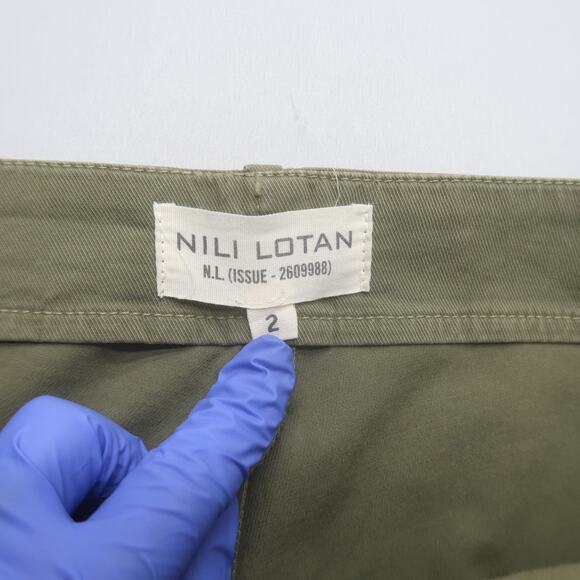 NILI LOTAN
N.L. (ISSUE - 2609988)
2